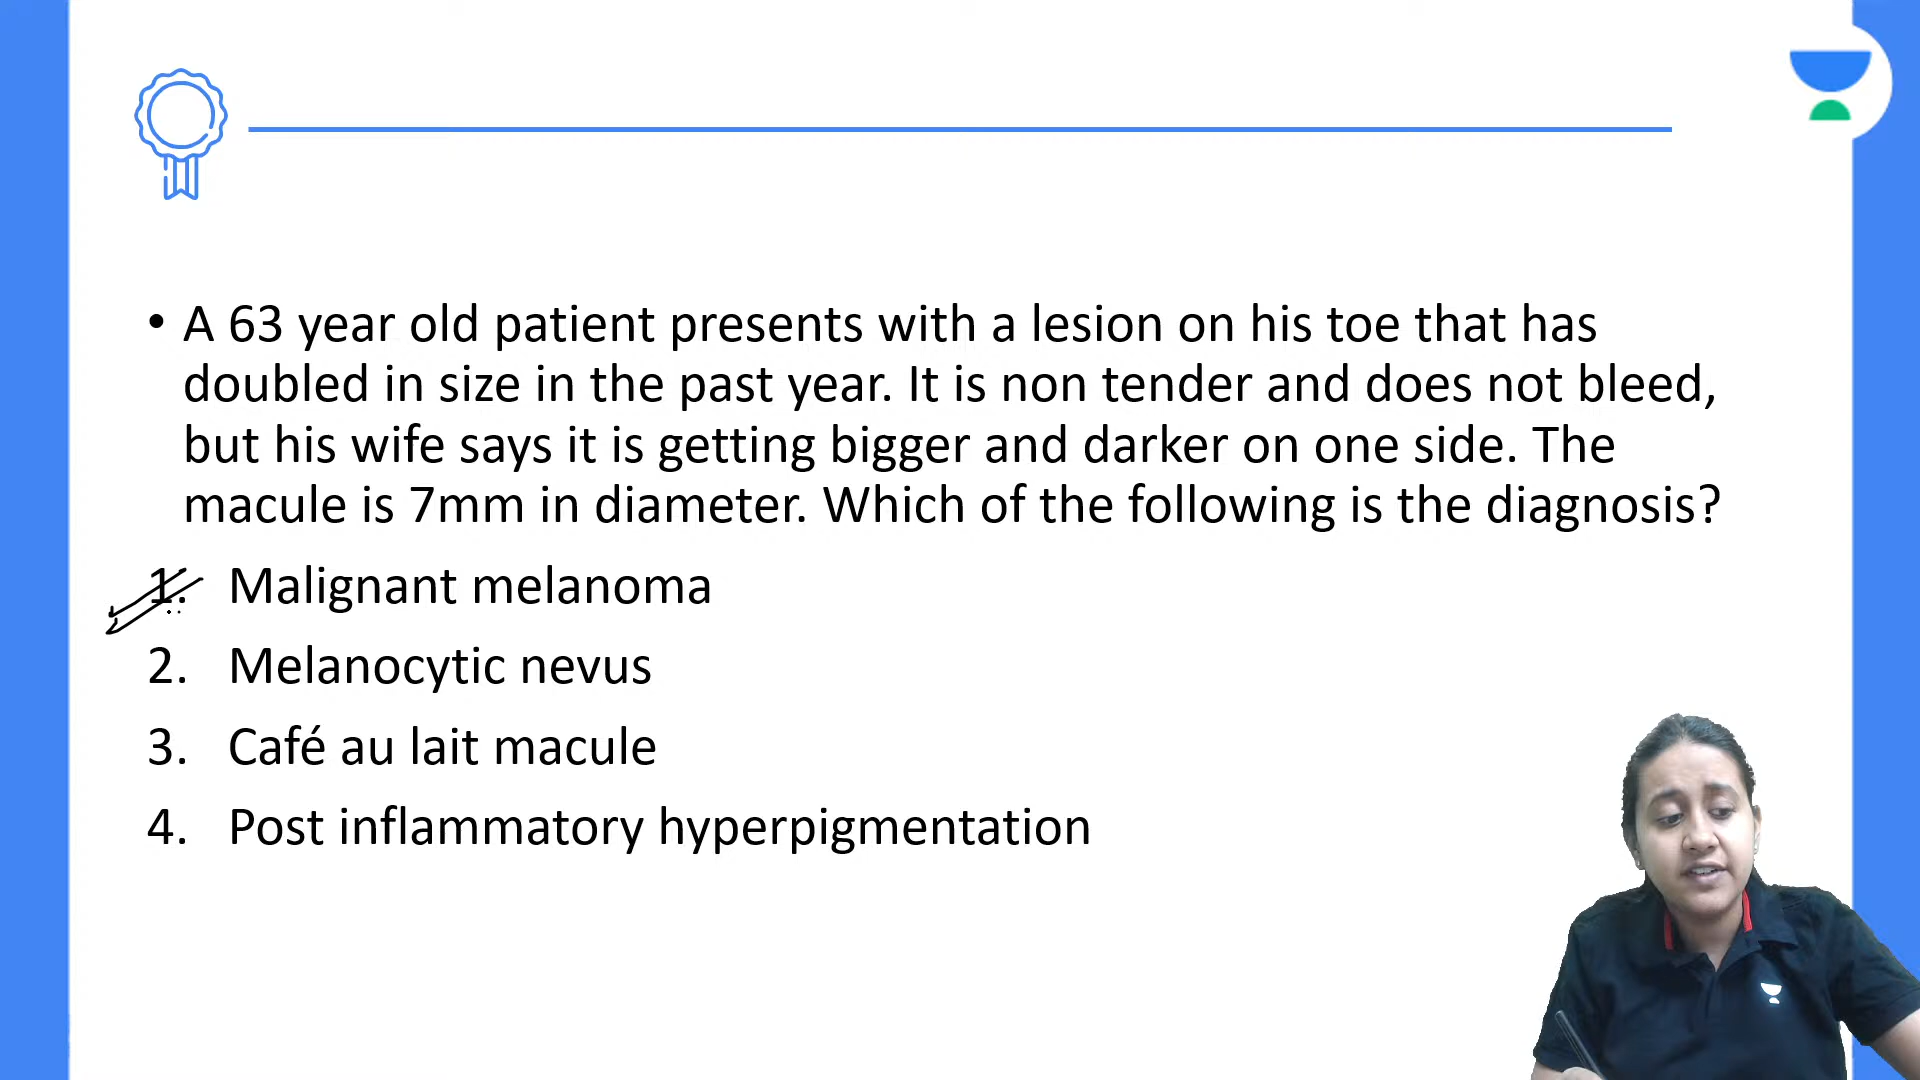 • A 63 year old patient presents with a lesion on his toe that has
doubled in size in the past year. It is non tender and does not bleed,
but his wife says it is getting bigger and darker on one side. The
macule is 7mm in diameter. Which of the following is the diagnosis?
1. Malignant melanoma
2. Melanocytic nevus
3. Café au lait macule
4. Post inflammatory hyperpigmentation